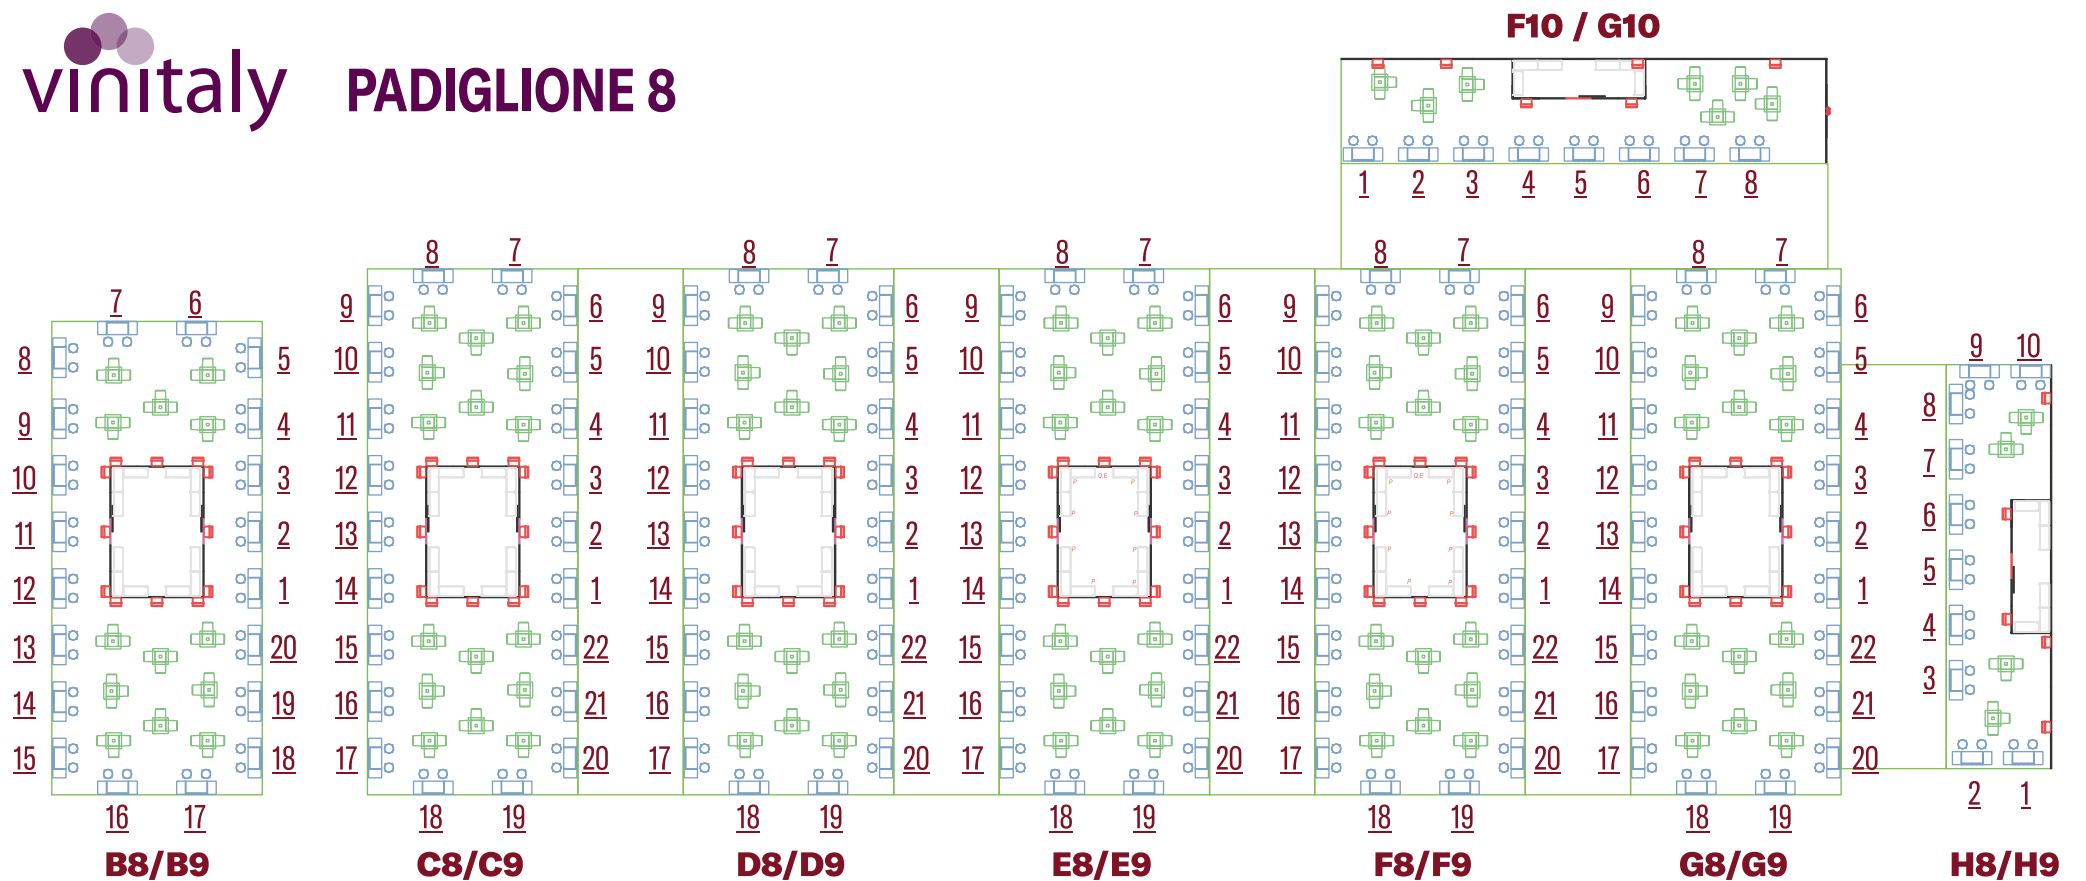 F10 / G10
vinitaly PADIGLIONE 8
1 2 3 4 5 6 7 8
8 7 8 7 8 7 8 7 8 7
7 6
9 6 9 6 9 6 9 6 9 6
8 5 10 5 10 5 10 5 10 5 10 5
9 10
9 4 11 4 11 4 11 4 11 4 11 4
8
10 3 12 3 12 3 12 3 12 3 12 3
7
Q.E Q.E
P P P P
P P P P
11 2 13 2 13 2 13 2 13 2 13 2
6
P P P P
12 1 14 1 14 1 14 1 14 1 14 1
5
P P P P
13 20 15 22 15 22 15 22 15 22 15 22
4
14 19 16 21 16 21 16 21 16 21 16 21
3
15 18 17 20 17 20 17 20 17 20 17 20
2 1
16 17 18 19 18 19 18 19 18 19 18 19
B8/B9 C8/C9 D8/D9 E8/E9 F8/F9 G8/G9 H8/H9